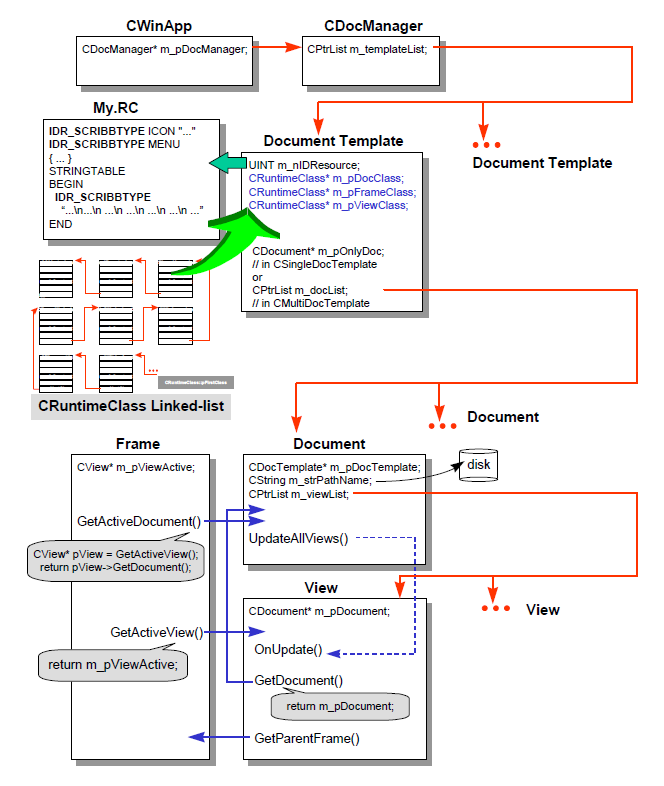 CWinApp
CDocManager
CDocManager* m_pDocManager;
CPtrList m_templateList;
My.RC
IDR_SCRIBBTYPE ICON "..."
IDR_SCRIBBTYPE MENU
{ ... }
STRINGTABLE
BEGIN
IDR_SCRIBBTYPE
“...\n...\n ...\n ...\n ...\n ...\n ...”
END
Document Template
UINT m_nIDResource;
CRuntimeClass* m_pDocClass;
CRuntimeClass* m_pFrameClass;
CRuntimeClass* m_pViewClass;
CDocument* m_pOnlyDoc;
// in CSingleDocTemplate
or
CPtrList m_docList;
// in CMultiDocTemplate
Document Template
...
CRuntimeClass::pFirstClass
CRuntimeClass Linked-list
Document
Frame
CView* m_pViewActive;
GetActiveDocument()
CView* pView = GetActiveView();
return pView->GetDocument();
GetActiveView()
return m_pViewActive;
Document
CDocTemplate* m_pDocTemplate;
CString m_strPathName;
CPtrList m_viewList;
UpdateAllViews()
disk
View
CDocument* m_pDocument;
OnUpdate()
GetDocument()
return m_pDocument;
GetParentFrame()
View